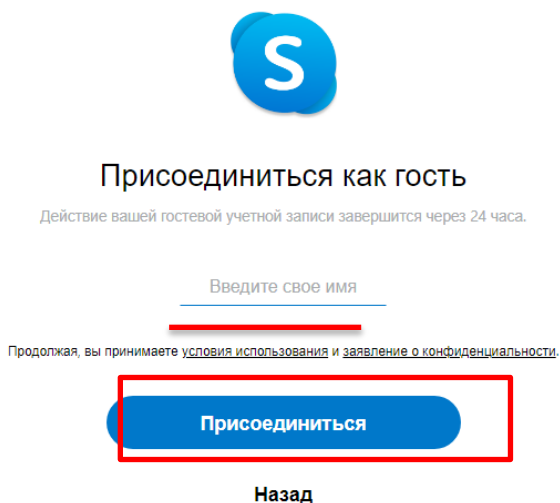 S
Присоединиться как гость
Действие вашей гостевой учетной записи завершится через 24 часа.
Введите свое имя
Продолжая, вы принимаете условия использования и заявление о конфиденциальности.
Присоединиться
Назад